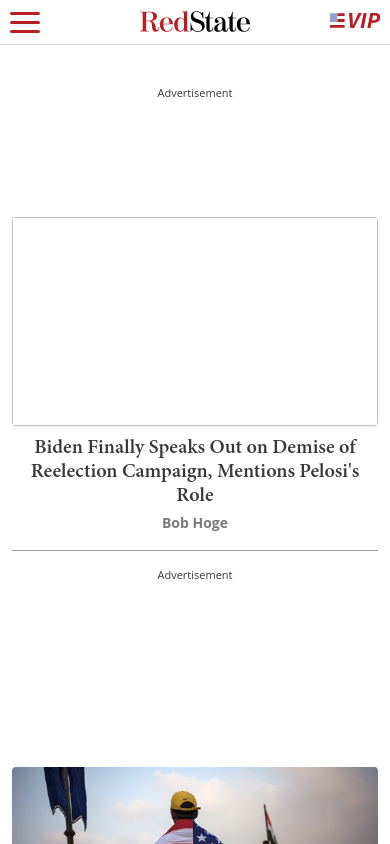 RedState
VIP
Advertisement
Biden Finally Speaks Out on Demise of
Reelection Campaign, Mentions Pelosi's
Role
Bob Hoge
Advertisement